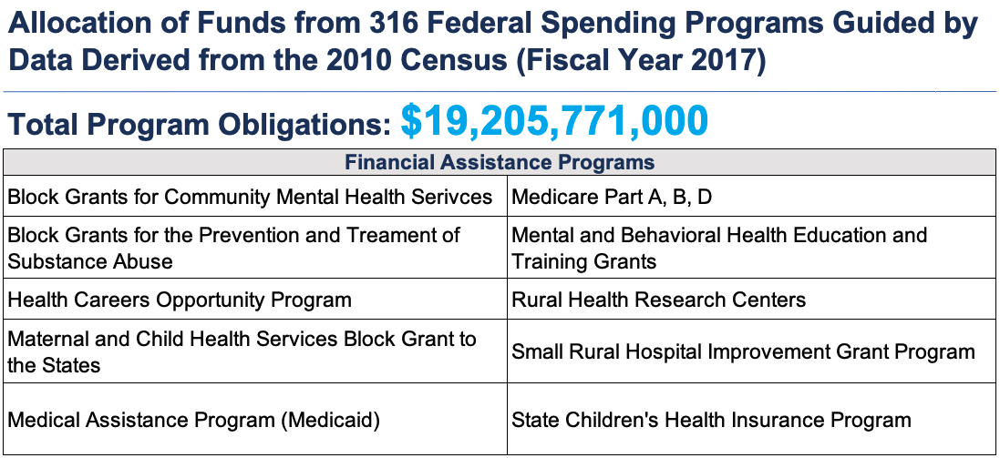 Allocation of Funds from 316 Federal Spending Programs Guided by
Data Derived from the 2010 Census (Fiscal Year 2017)
Total Program Obligations: $19,205,771,000
Financial Assistance Programs
Block Grants for Community Mental Health Serivces
Medicare Part A, B, D
Block Grants for the Prevention and Treament of
Substance Abuse
Mental and Behavioral Health Education and
Training Grants
Health Careers Opportunity Program
Rural Health Research Centers
Maternal and Child Health Services Block Grant to
the States
Small Rural Hospital Improvement Grant Program
Medical Assistance Program (Medicaid)
State Children's Health Insurance Program